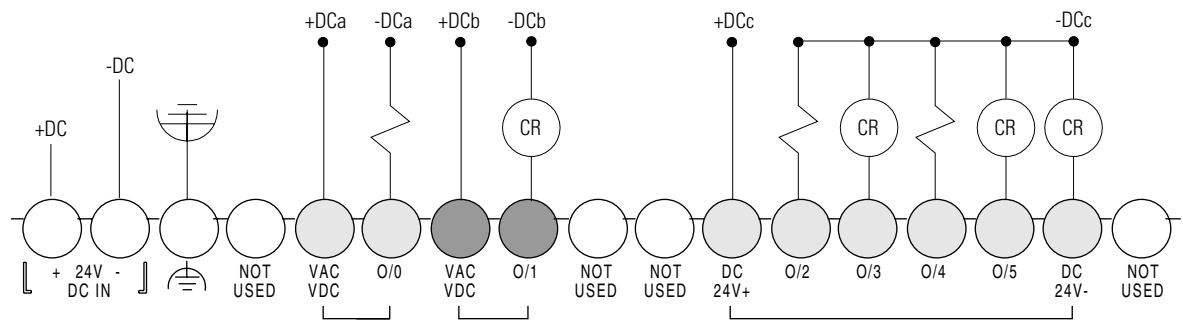 +DCa -DCa +DCb -DCb +DCc -DCc
-DC
+DC
CR CR CR CR
+ 24V - NOT VAC O/0 VAC O/1 NOT NOT DC O/2 O/3 O/4 O/5 DC NOT
DC IN USED VDC VDC USED USED 24V+ 24V- USED